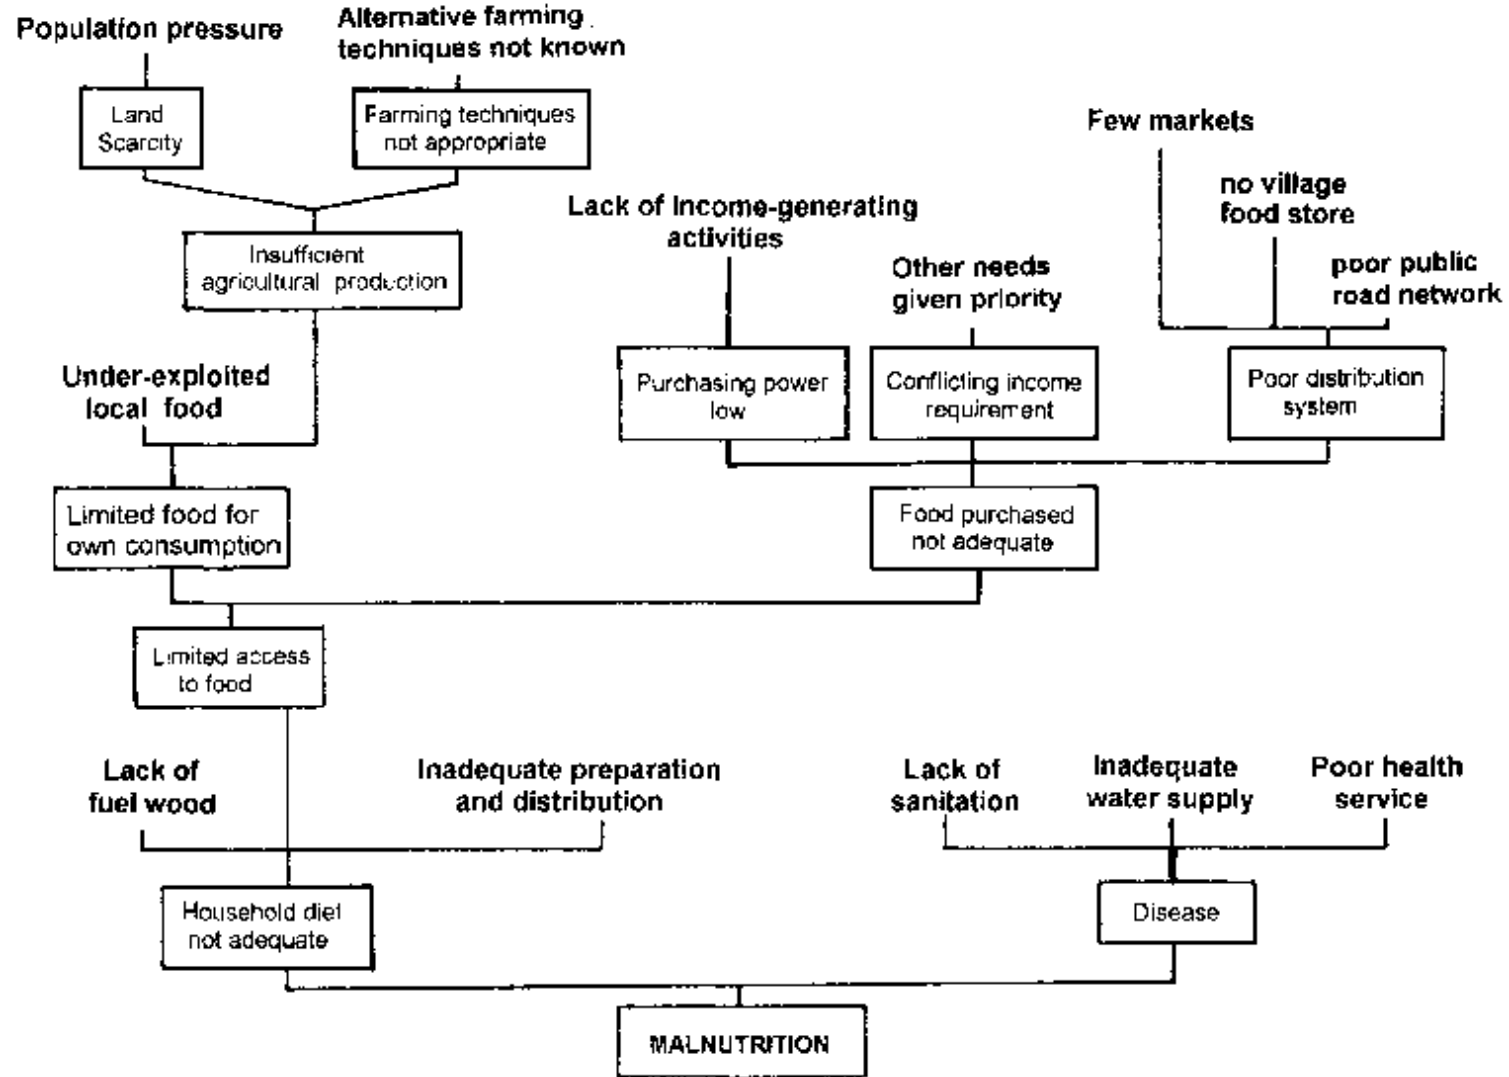 Population pressure
Alternative farming
techniques not known
Land
Scarcity
Farming techniques
not appropriate
Few markets
no village
food store
Lack of Income-generating
activities
Insufficient
agricultural production
Other needs
given priority
poor public
road network
Under-exploited
local food
Purchasing power
low
Conflicting income
requirement
Poor distribution
system
Limited food for
own consumption
Food purchased
not adequate
Limited access
to food
Lack of
fuel wood
Inadequate preparation
and distribution
Lack of
sanitation
Inadequate
water supply
Poor health
service
Household diet
not adequate
Disease
MALNUTRITION